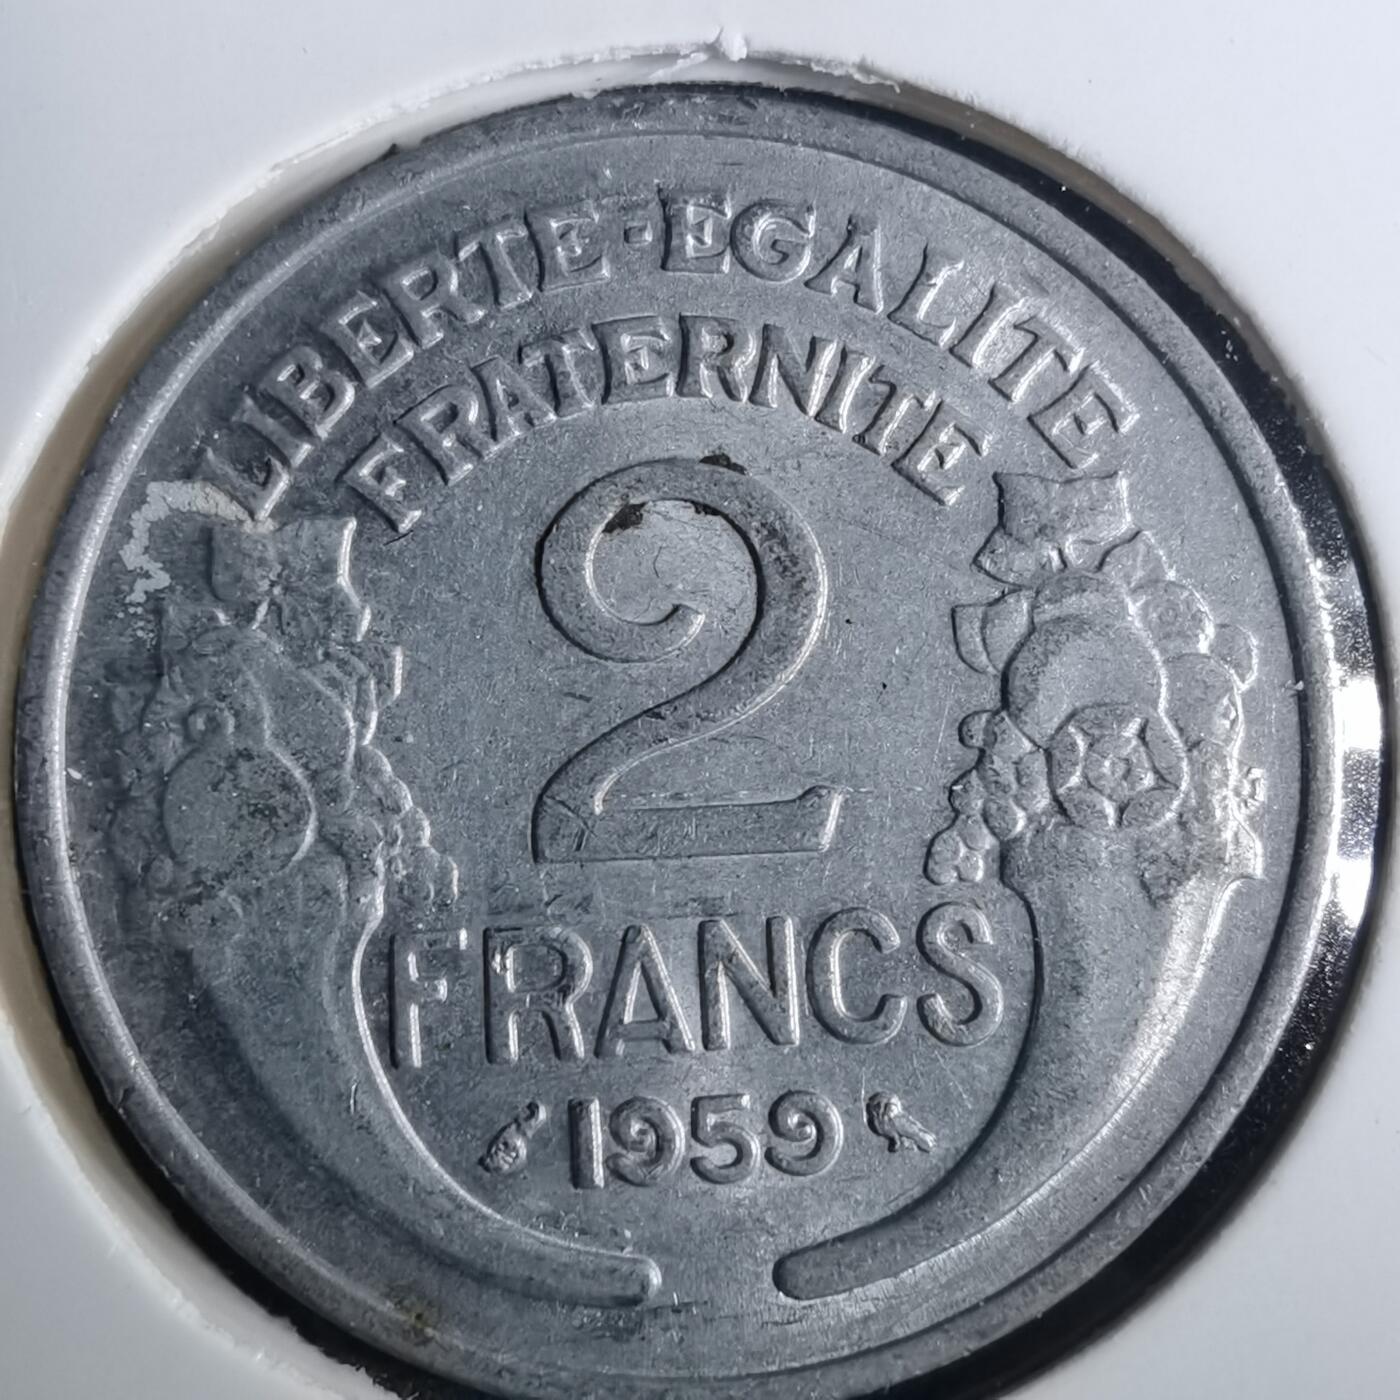 LIBERTE·EGALITE
FRATERNITE
2
FRANCS
1959